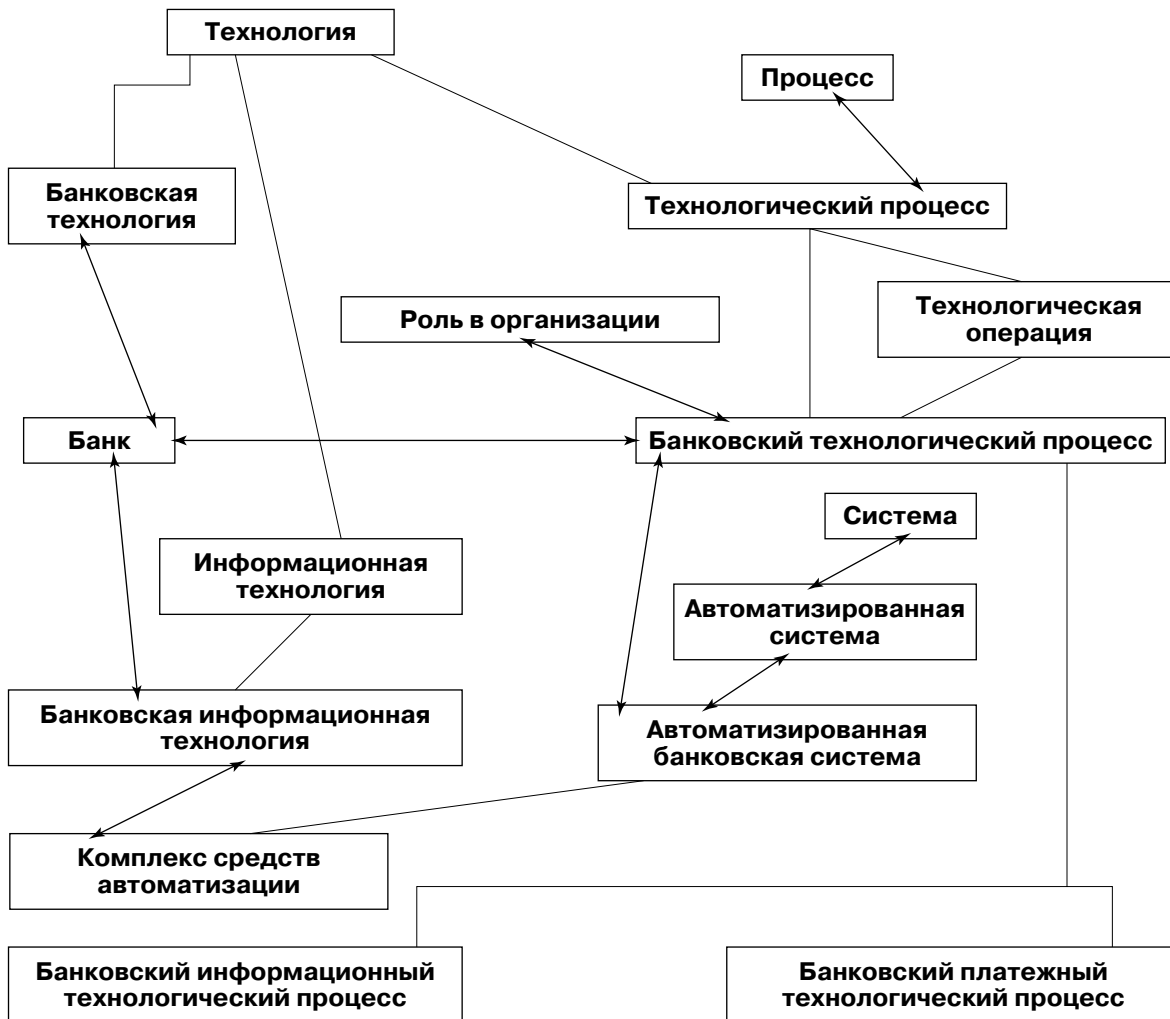 Технология
Процесс
Банковская
технология
Технологический процесс
Роль в организации
Технологическая
операция
Банк
Банковский технологический процесс
Система
Информационная
технология
Автоматизированная
система
Банковская информационная
технология
Автоматизированная
банковская система
Комплекс средств
автоматизации
Банковский информационный
технологический процесс
Банковский платежный
технологический процесс